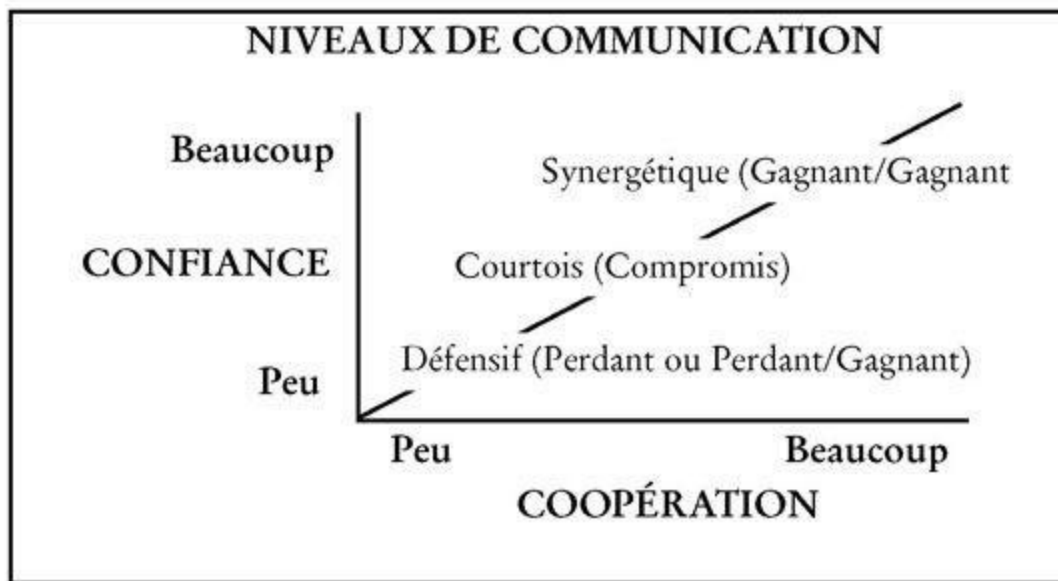 NIVEAUX DE COMMUNICATION
Beaucoup
Synergétique (Gagnant/Gagnant
CONFIANCE
Courtois (Compromis)
Défensif (Perdant ou Perdant/Gagnant)
Peu
Peu
Beaucoup
COOPÉRATION